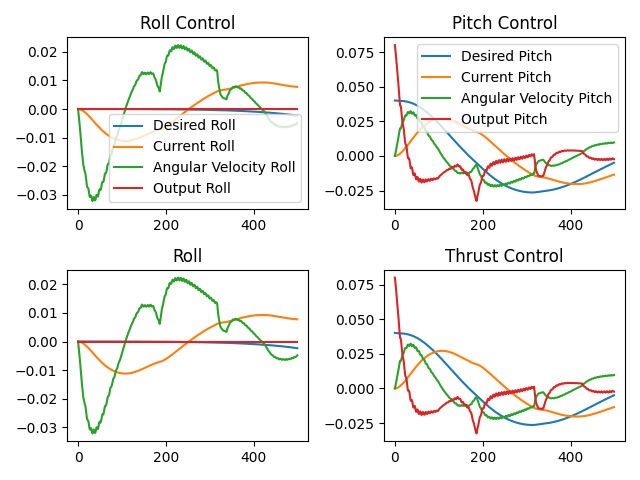 Roll Control
0.02
0.01
0.00
−0.01
−0.02
−0.03
0
200
400
Desired Roll
Current Roll
Angular Velocity Roll
Output Roll
Pitch Control
0.075
0.050
0.025
0.000
−0.025
0
200
400
Desired Pitch
Current Pitch
Angular Velocity Pitch
Output Pitch
Roll
0.02
0.01
0.00
−0.01
−0.02
−0.03
0
200
400
Thrust Control
0.075
0.050
0.025
0.000
−0.025
0
200
400